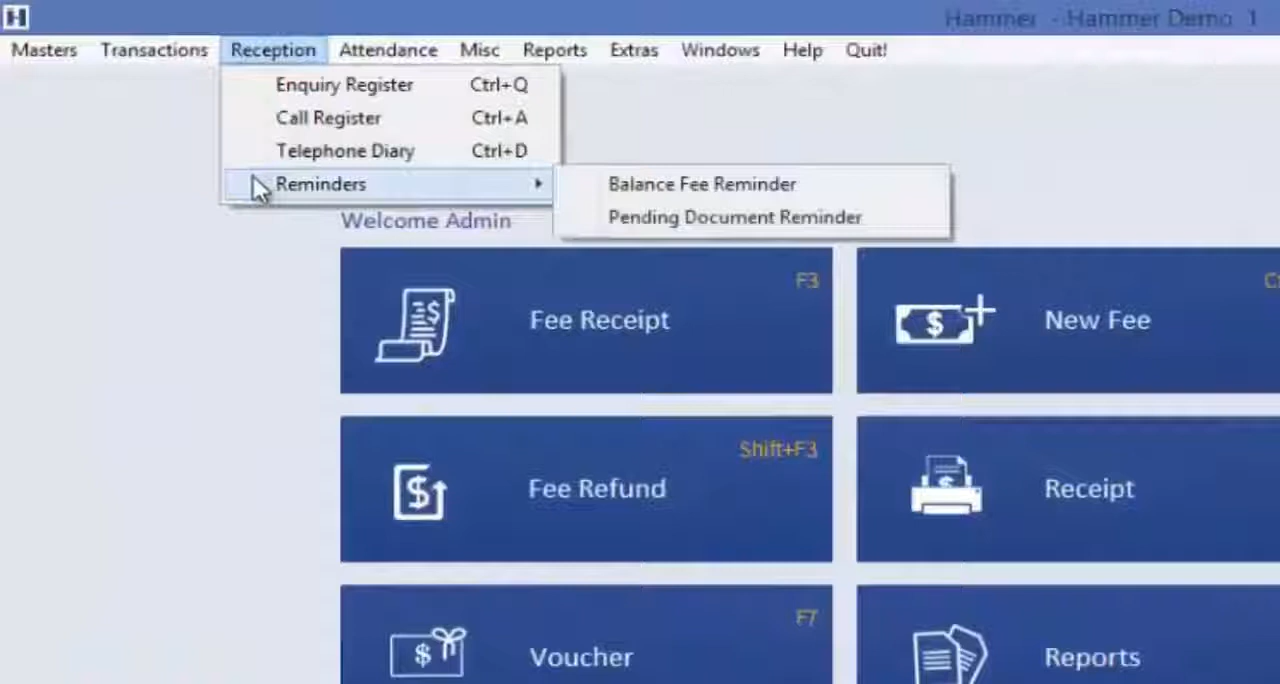 H
Hammer - Hammer Demo 1
Masters Transactions Reception Attendance Misc Reports Extras Windows Help Quit!
Enquiry Register Ctrl+Q
Call Register Ctrl+A
Telephone Diary Ctrl+D
Reminders
Balance Fee Reminder
Pending Document Reminder
Welcome Admin
Fee Receipt F3
New Fee
Fee Refund Shift+F3
Receipt
Voucher F7
Reports